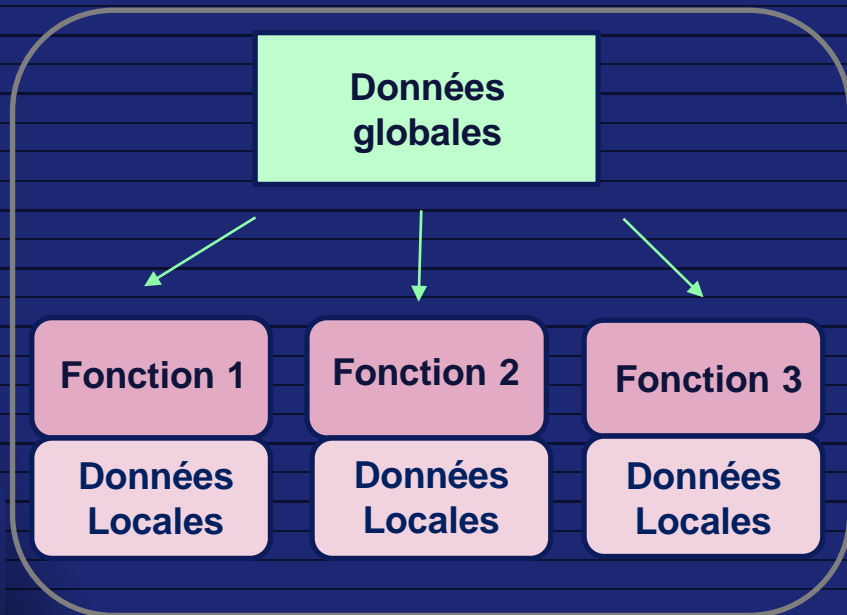 Données
globales
Fonction 1
Fonction 2
Fonction 3
Données
Locales
Données
Locales
Données
Locales